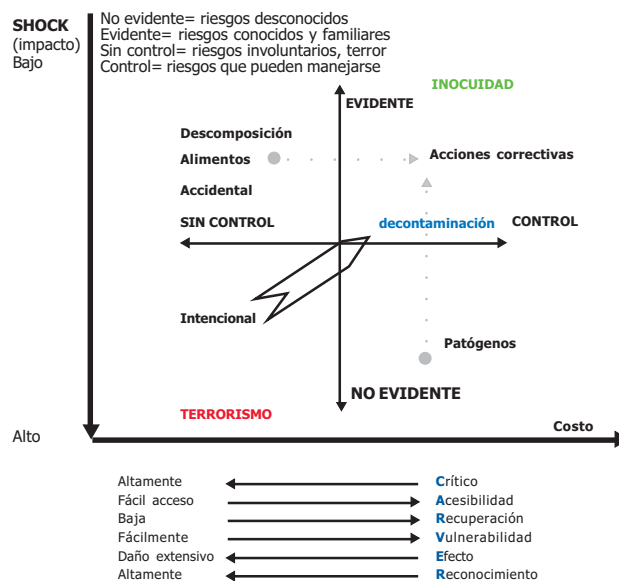 SHOCK
(impacto)
Bajo
No evidente= riesgos desconocidos
Evidente= riesgos conocidos y familiares
Sin control= riesgos involuntarios, terror
Control= riesgos que pueden manejarse
INOCUIDAD
EVIDENTE
Descomposición
Alimentos
Acciones correctivas
Accidental
SIN CONTROL
decontaminación
CONTROL
Intencional
Patógenos
NO EVIDENTE
TERRORISMO
Costo
Alto
Altamente Crítico
Fácil acceso Acesibilidad
Baja Recuperación
Fácilmente Vulnerabilidad
Daño extensivo Efecto
Altamente Reconocimiento